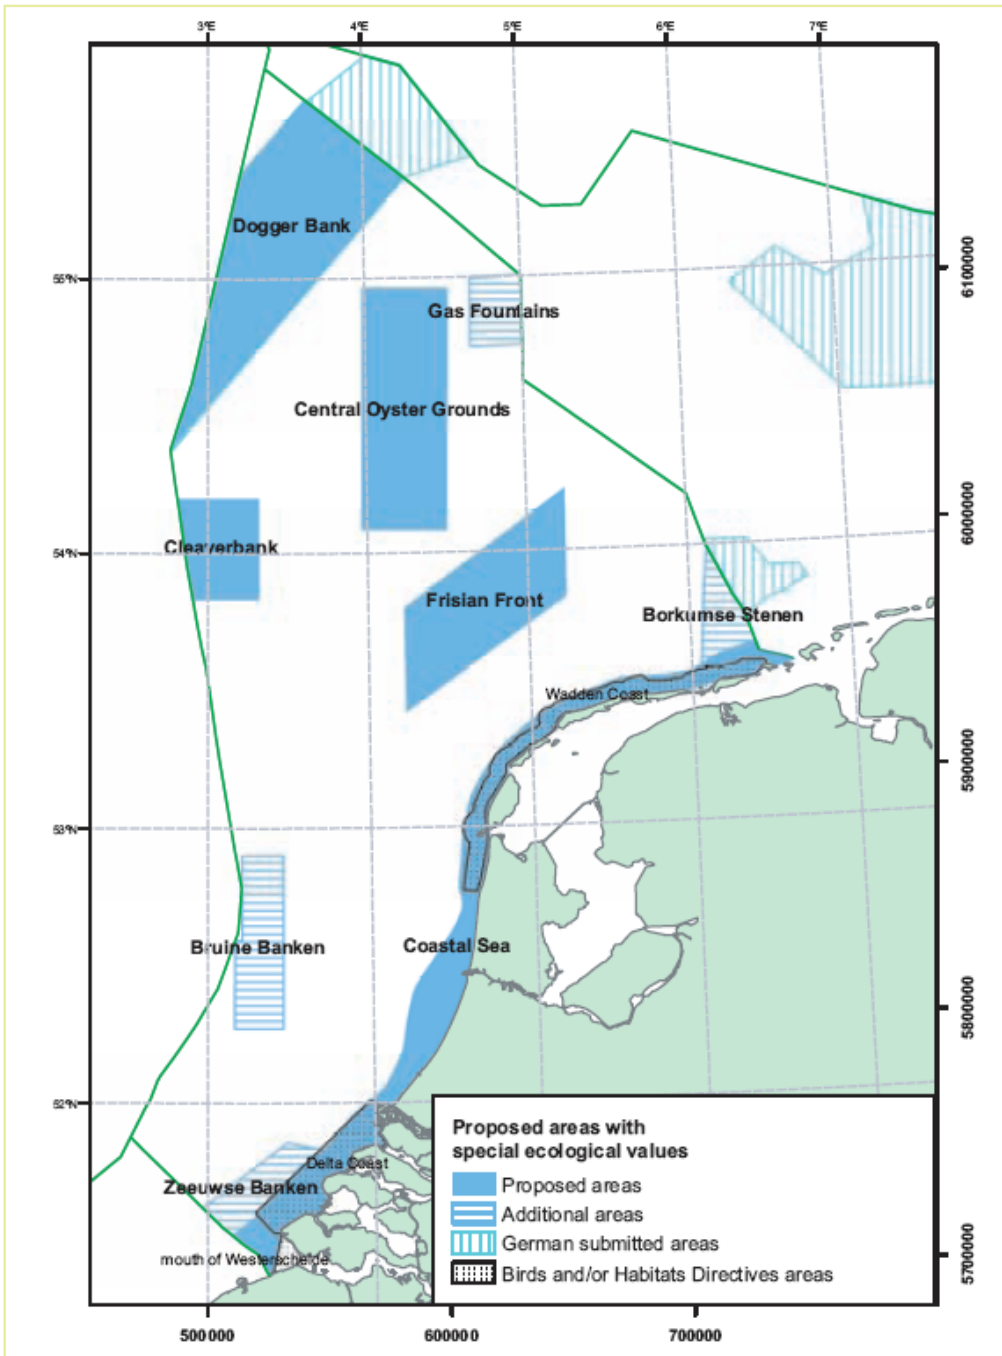 3°E
4°E
5°E
6°E
7°E
Dogger Bank
55°N
6100000
Gas Fountains
Central Oyster Grounds
6000000
54°N
Cleaverbank
Frisian Front
Borkumse Stenen
Wadden Coast
5900000
53°N
Bruine Banken
Coastal Sea
5800000
52°N
Delta Coast
Zeeuwse Banken
mouth of Westerschelde
5700000
Proposed areas with
special ecological values
Proposed areas
Additional areas
German submitted areas
Birds and/or Habitats Directives areas
500000
600000
700000